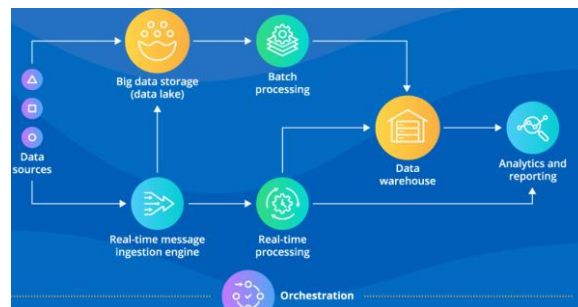 Big data storage
(data lake)
Batch
processing
Data
sources
Data
warehouse
Analytics and
reporting
Real-time message
ingestion engine
Real-time
processing
Orchestration